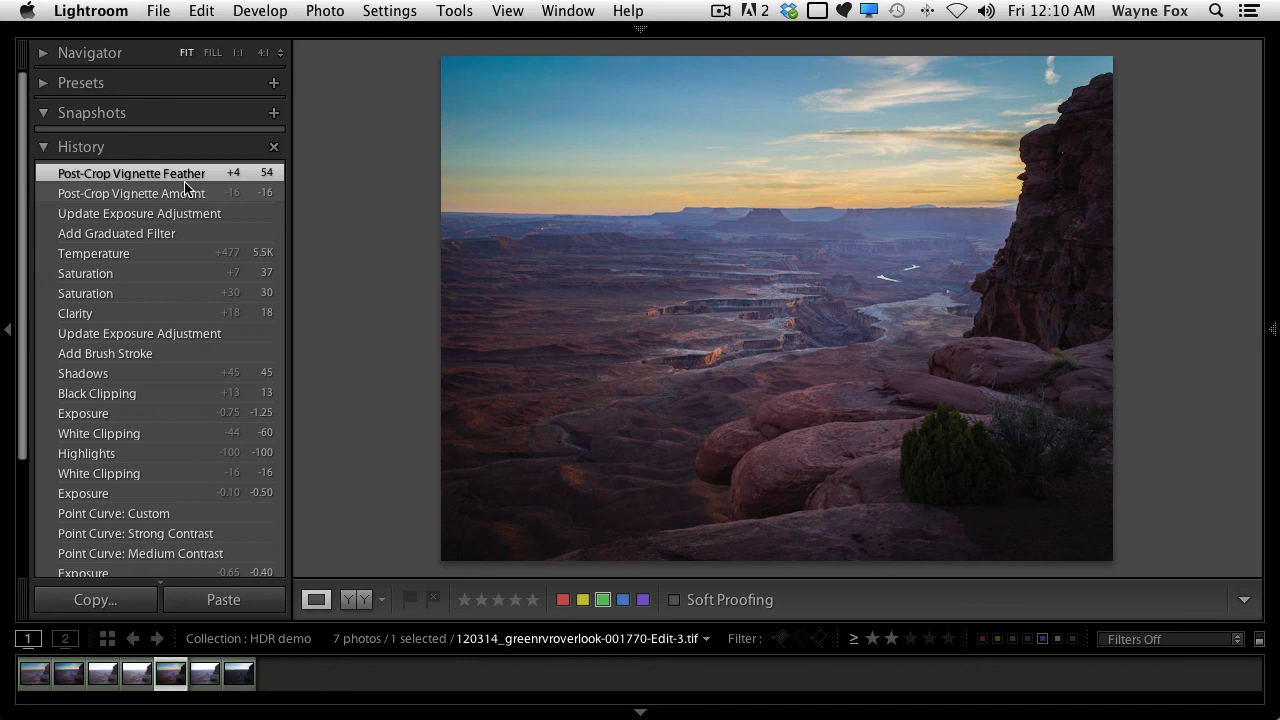 Lightroom File Edit Develop Photo Settings Tools View Window Help 2 Fri 12:10 AM Wayne Fox
Navigator FIT FILL 1:1 4:1
Presets
Snapshots
History
Post-Crop Vignette Feather +4 54
Post-Crop Vignette Amount -16 -16
Update Exposure Adjustment
Add Graduated Filter
Temperature +477 5.5K
Saturation +7 37
Saturation +30 30
Clarity +18 18
Update Exposure Adjustment
Add Brush Stroke
Shadows +45 45
Black Clipping +13 13
Exposure -0.75 -1.25
White Clipping -44 -60
Highlights -100 -100
White Clipping -16 -16
Exposure -0.10 -0.50
Point Curve: Custom
Point Curve: Strong Contrast
Point Curve: Medium Contrast
Exposure -0.65 -0.40
Copy... Paste
YY
Soft Proofing
1 2 Collection : HDR demo 7 photos / 1 selected / 120314_greenrvroverlook-001770-Edit-3.tif Filter : ≥ Filters Off